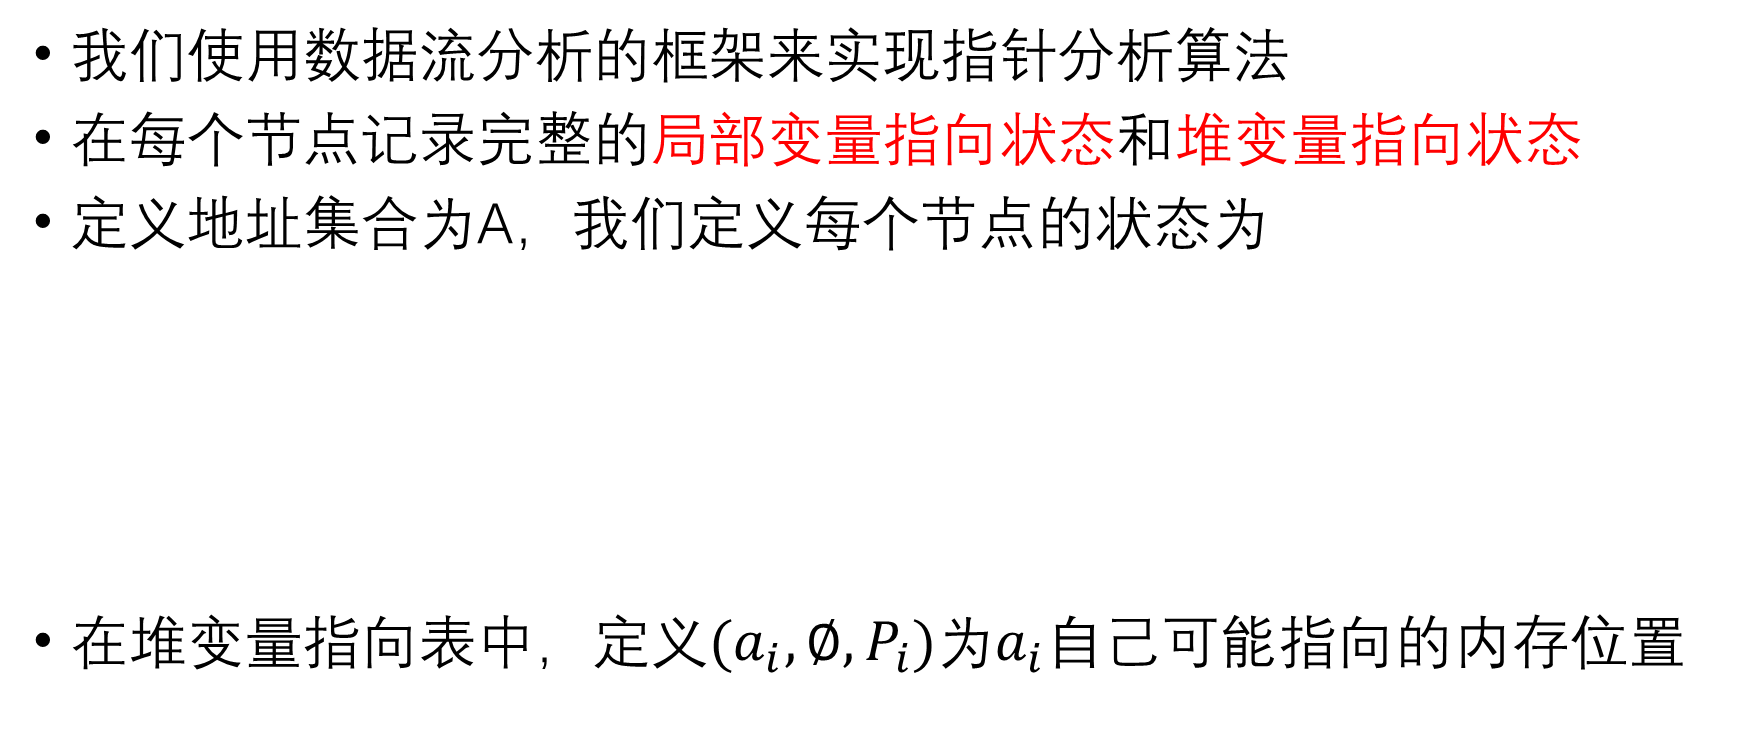 • 我们使用数据流分析的框架来实现指针分析算法
• 在每个节点记录完整的局部变量指向状态和堆变量指向状态
• 定义地址集合为A，我们定义每个节点的状态为
• 在堆变量指向表中，定义(aᵢ, ∅, Pᵢ)为aᵢ自己可能指向的内存位置